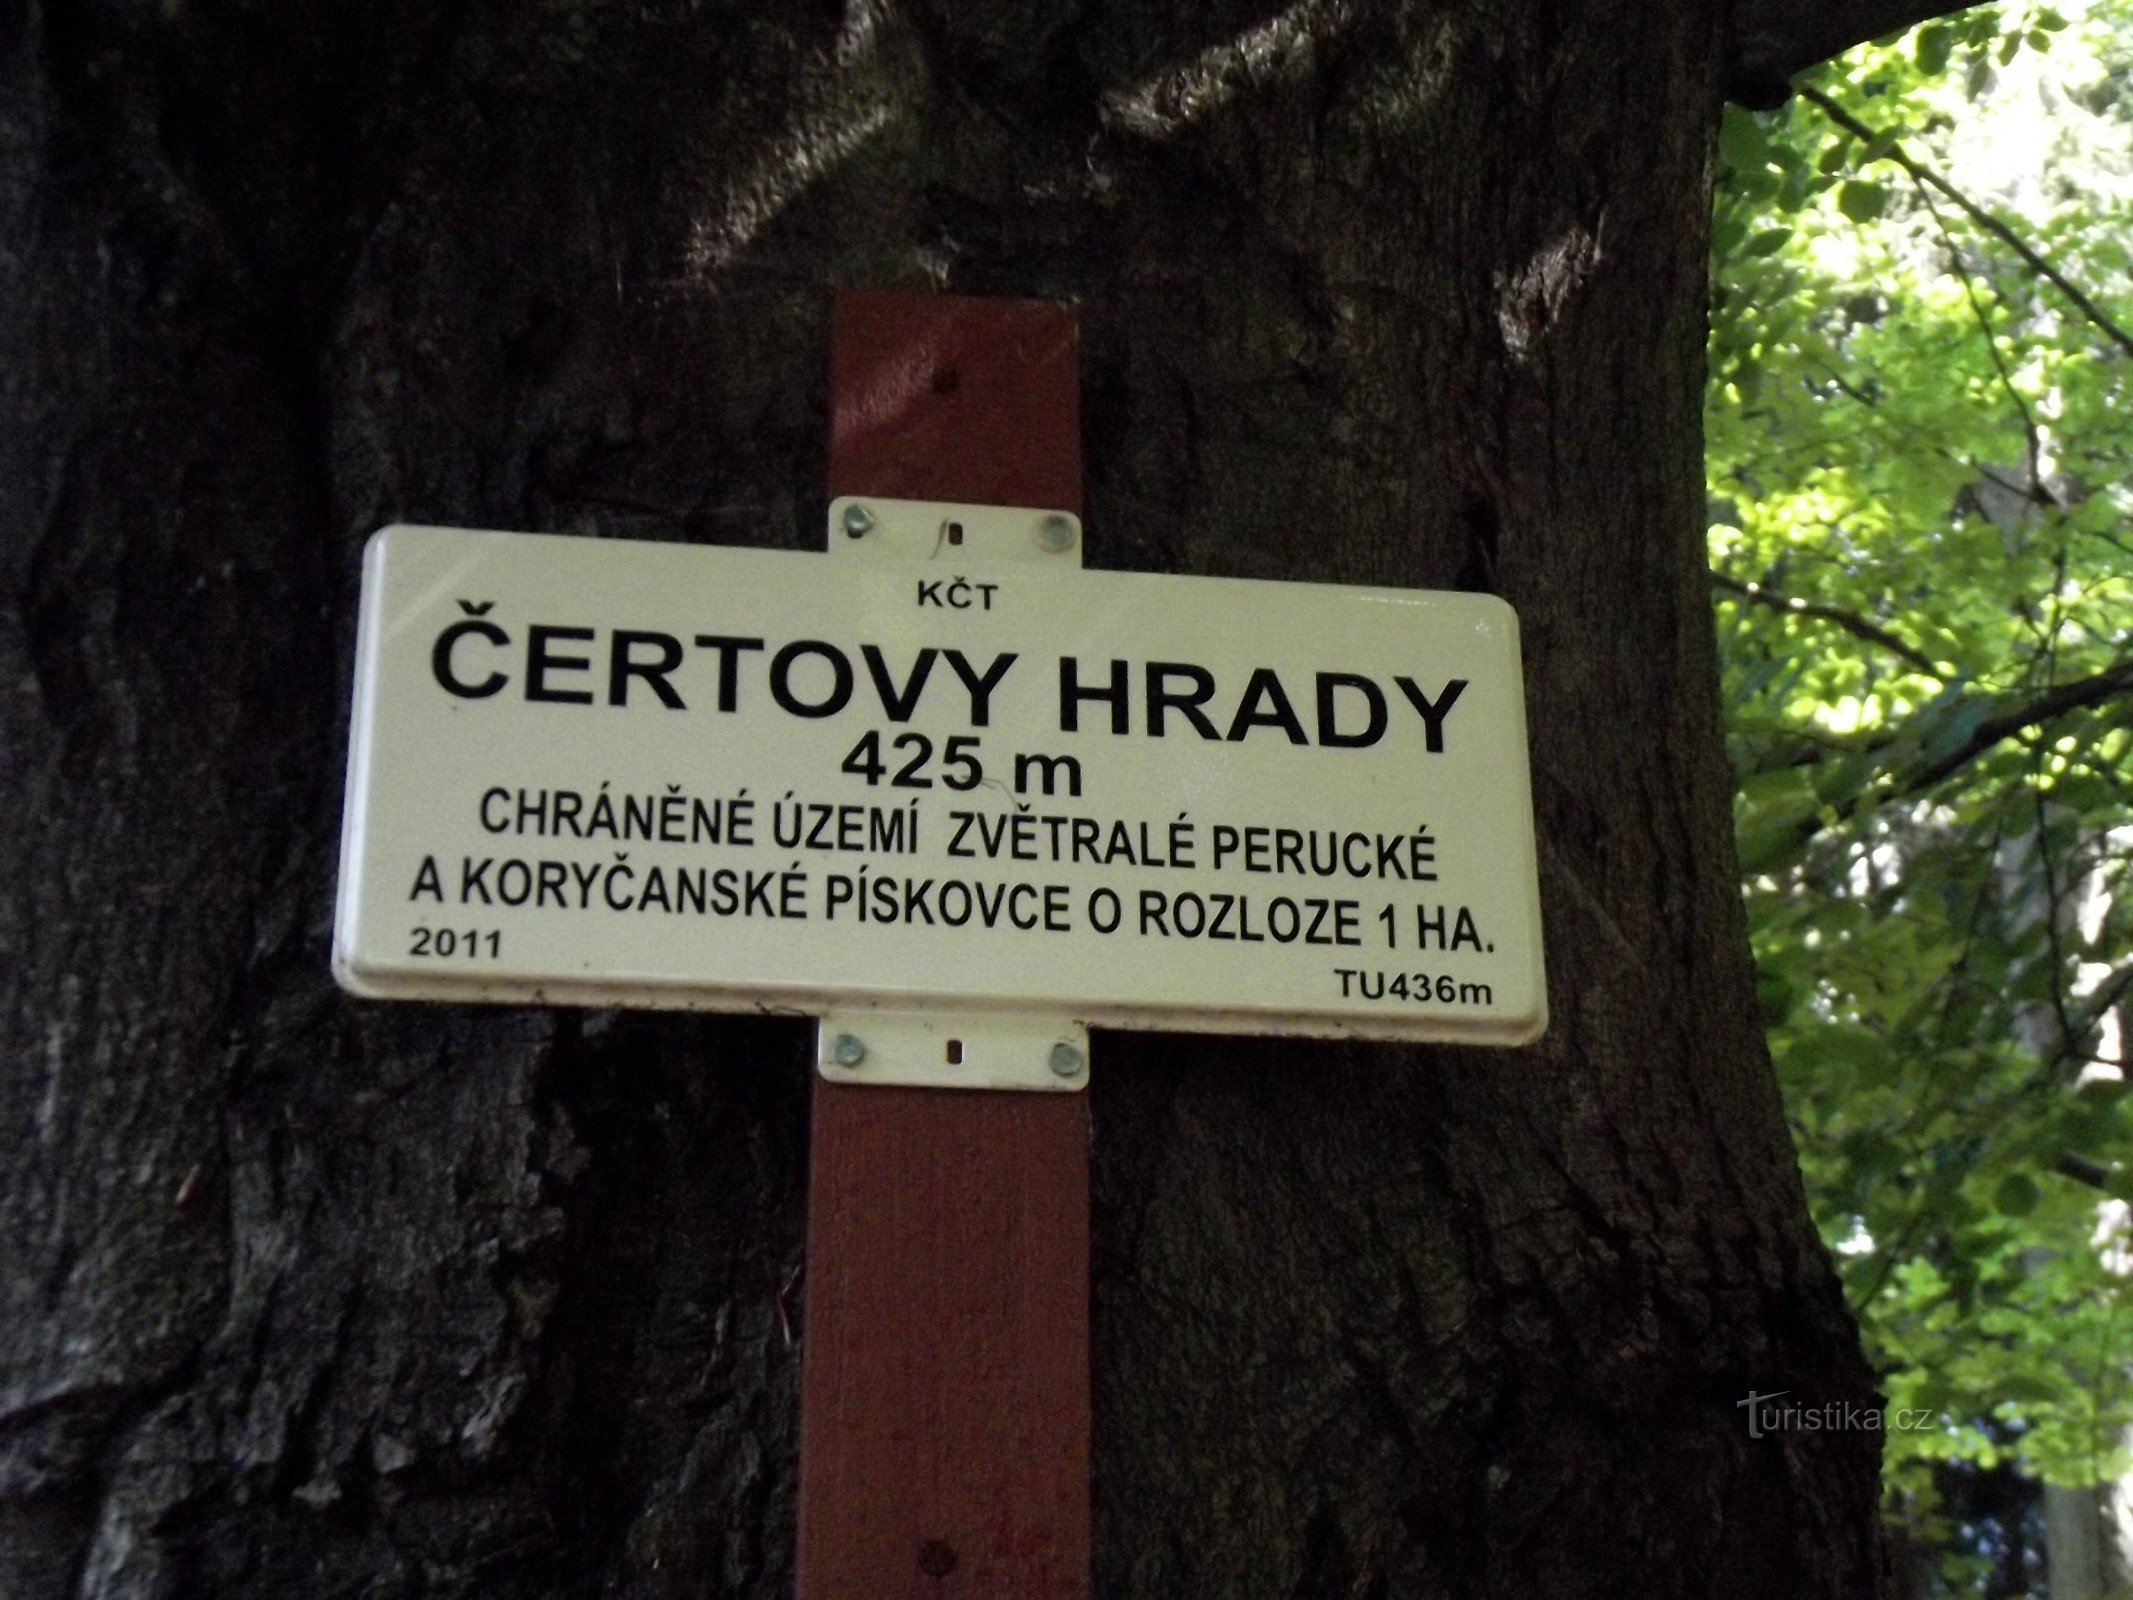 KČT
ČERTOVY HRADY
425 m
CHRÁNĚNÉ ÚZEMÍ ZVĚTRALÉ PERUCKÉ
A KORYČANSKÉ PÍSKOVCE O ROZLOZE 1 HA.
2011
TU436m
Turistika.cz